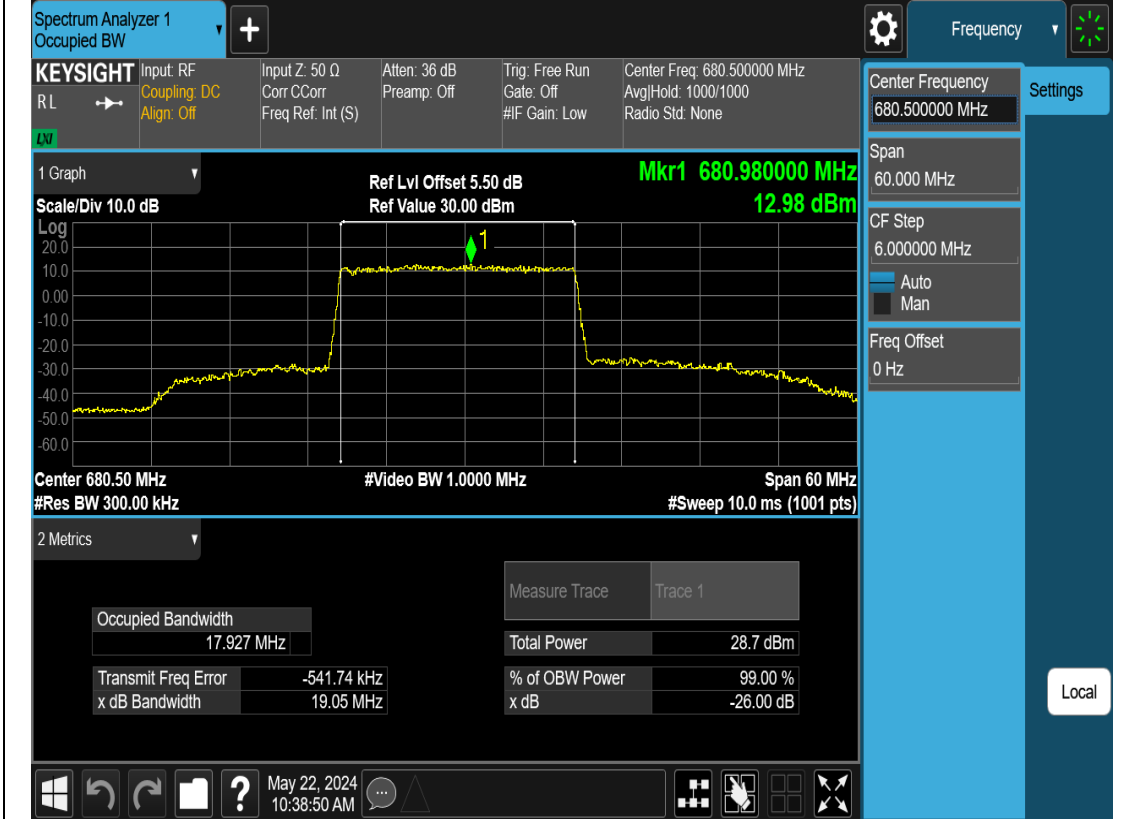 Spectrum Analyzer 1
Occupied BW
+
Frequency
KEYSIGHT
RL
LXI
Input: RF
Coupling: DC
Align: Off
Input Z: 50 Ω
Corr CCorr
Freq Ref: Int (S)
Atten: 36 dB
Preamp: Off
Trig: Free Run
Gate: Off
#IF Gain: Low
Center Freq: 680.500000 MHz
Avg|Hold: 1000/1000
Radio Std: None
Center Frequency
680.500000 MHz
Settings
Span
60.000 MHz
CF Step
6.000000 MHz
Auto
Man
Freq Offset
0 Hz
Local
1 Graph
Scale/Div 10.0 dB
Ref Lvl Offset 5.50 dB
Ref Value 30.00 dBm
Mkr1 680.980000 MHz
12.98 dBm
Log
1
20.0
10.0
0.00
-10.0
-20.0
-30.0
-40.0
-50.0
-60.0
Center 680.50 MHz
#Video BW 1.0000 MHz
Span 60 MHz
#Res BW 300.00 kHz
#Sweep 10.0 ms (1001 pts)
2 Metrics
Measure Trace Trace 1
Occupied Bandwidth
17.927 MHz
Total Power 28.7 dBm
Transmit Freq Error -541.74 kHz
% of OBW Power 99.00 %
x dB Bandwidth 19.05 MHz
x dB -26.00 dB
?
May 22, 2024
10:38:50 AM